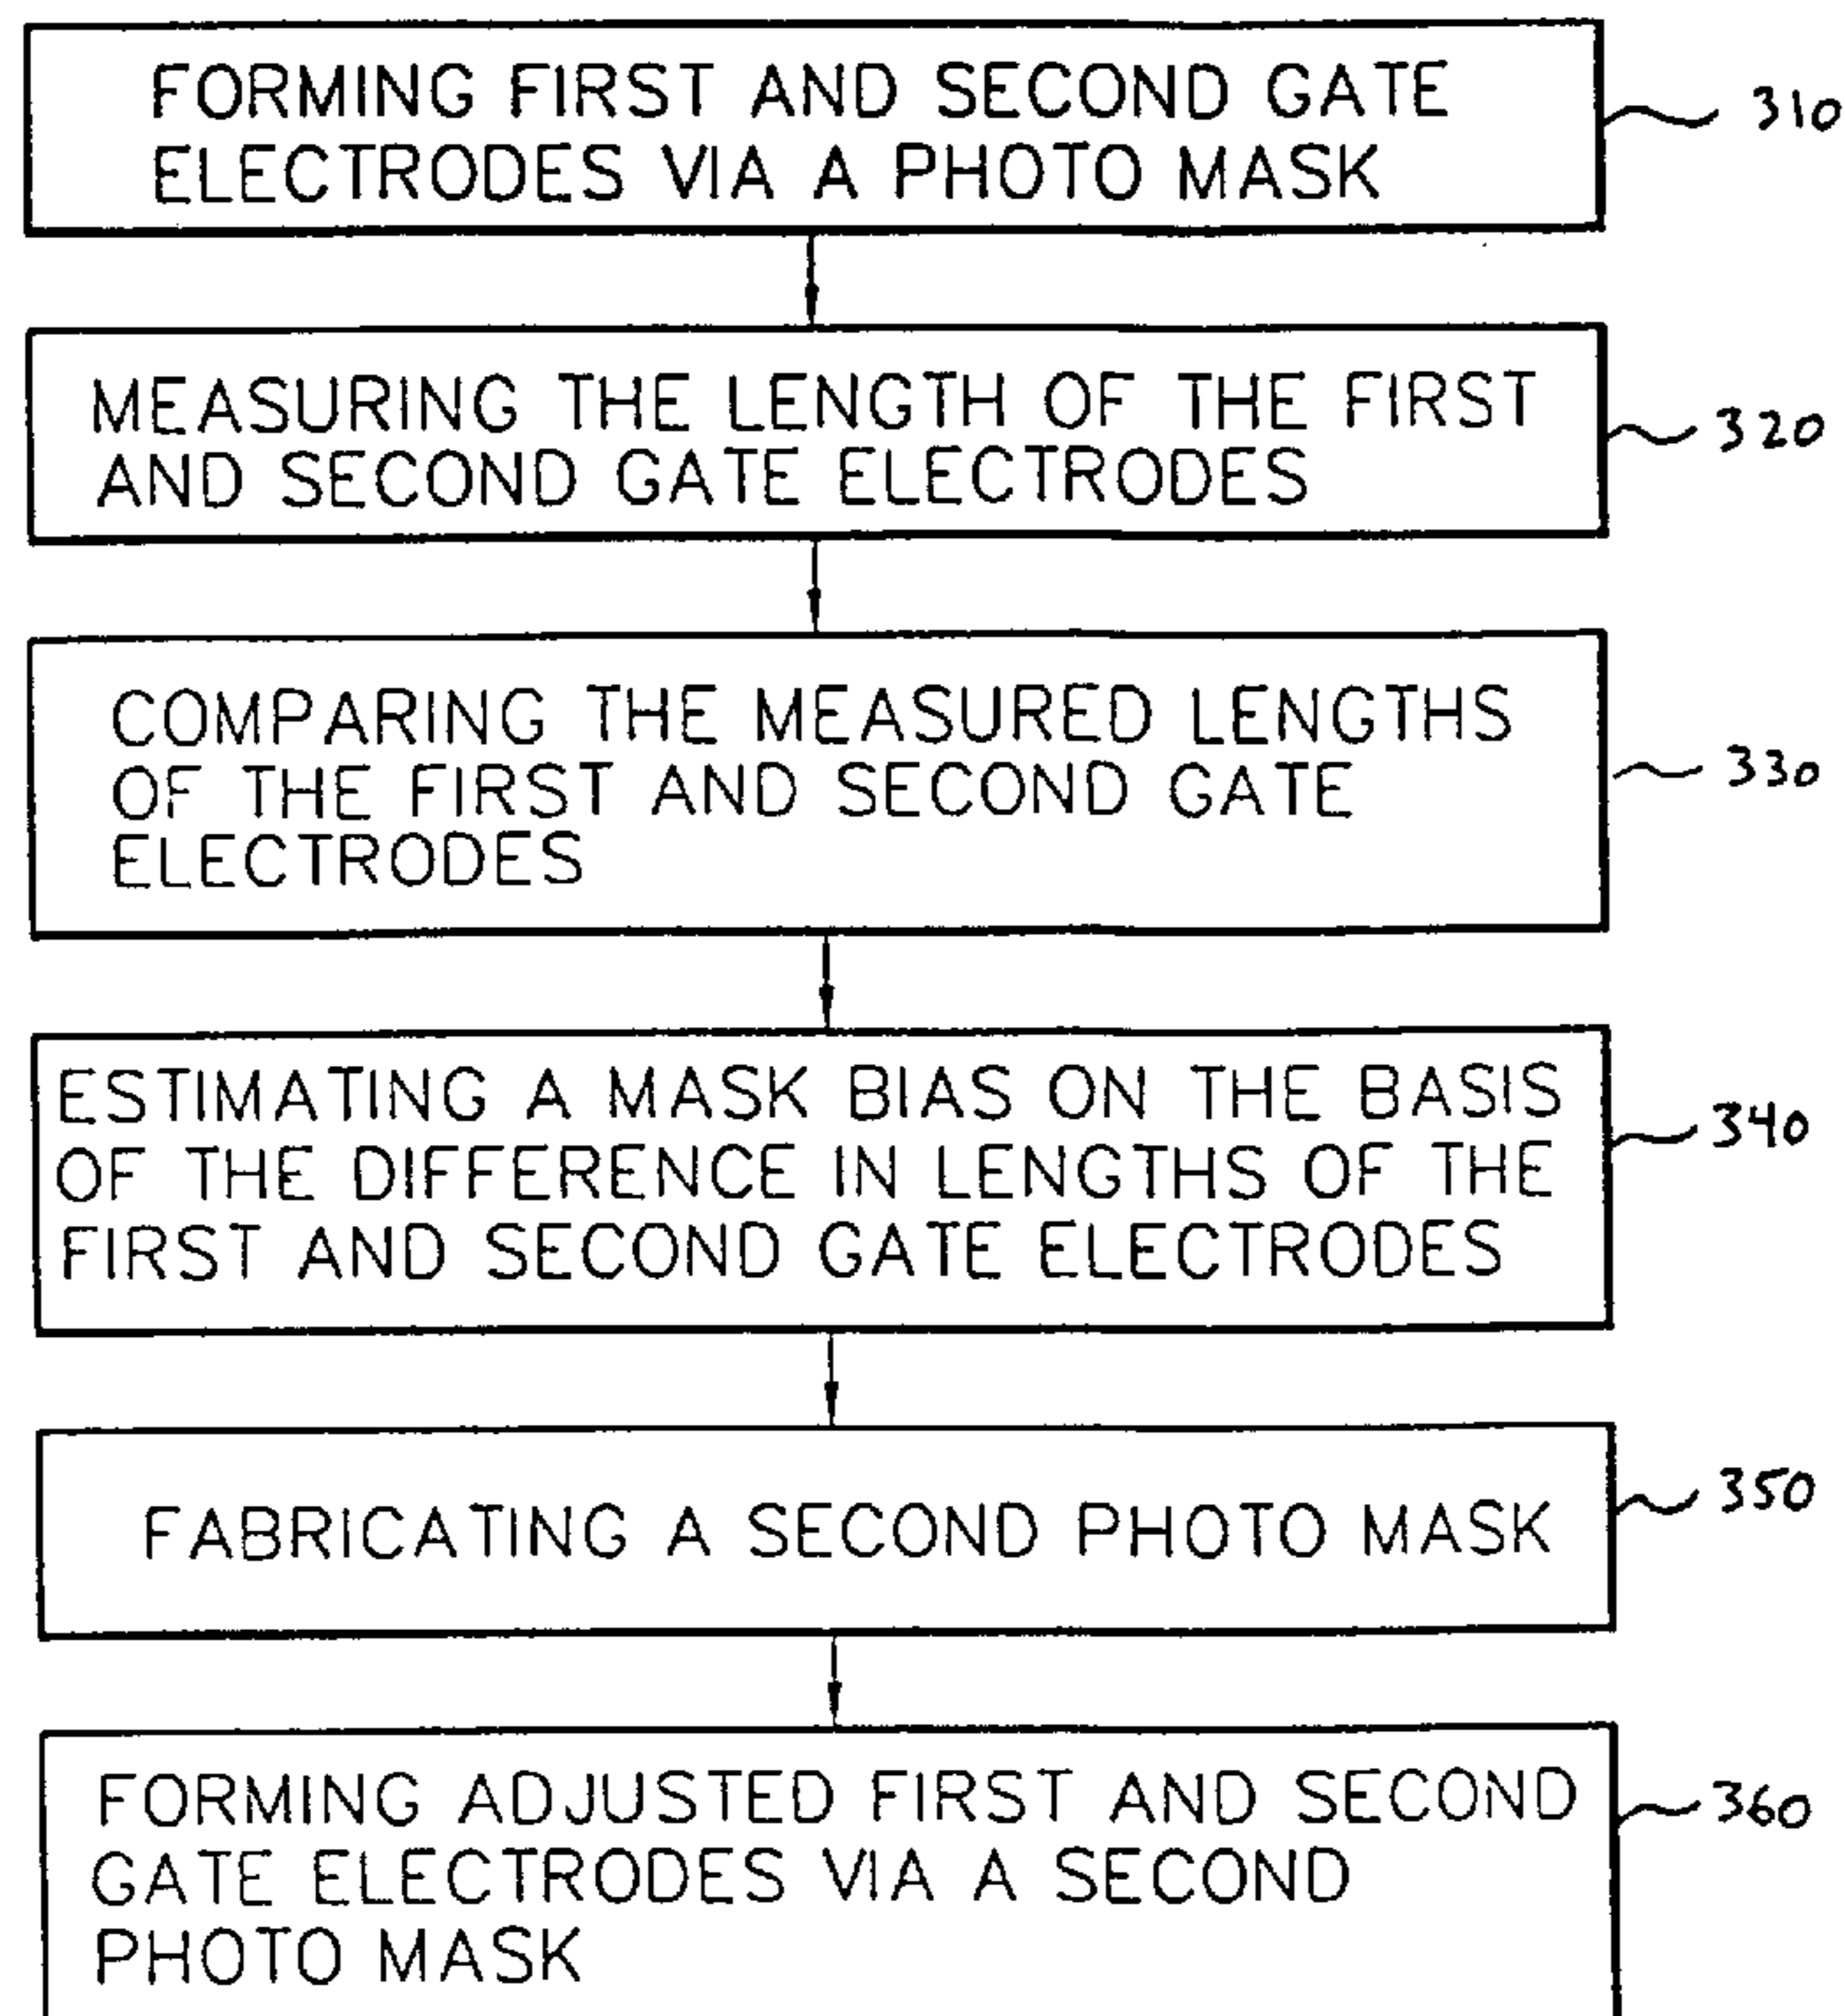 FORMING FIRST AND SECOND GATE
ELECTRODES VIA A PHOTO MASK
310
MEASURING THE LENGTH OF THE FIRST
AND SECOND GATE ELECTRODES
320
COMPARING THE MEASURED LENGTHS
OF THE FIRST AND SECOND GATE
ELECTRODES
330
ESTIMATING A MASK BIAS ON THE BASIS
OF THE DIFFERENCE IN LENGTHS OF THE
FIRST AND SECOND GATE ELECTRODES
340
FABRICATING A SECOND PHOTO MASK
350
FORMING ADJUSTED FIRST AND SECOND
GATE ELECTRODES VIA A SECOND
PHOTO MASK
360